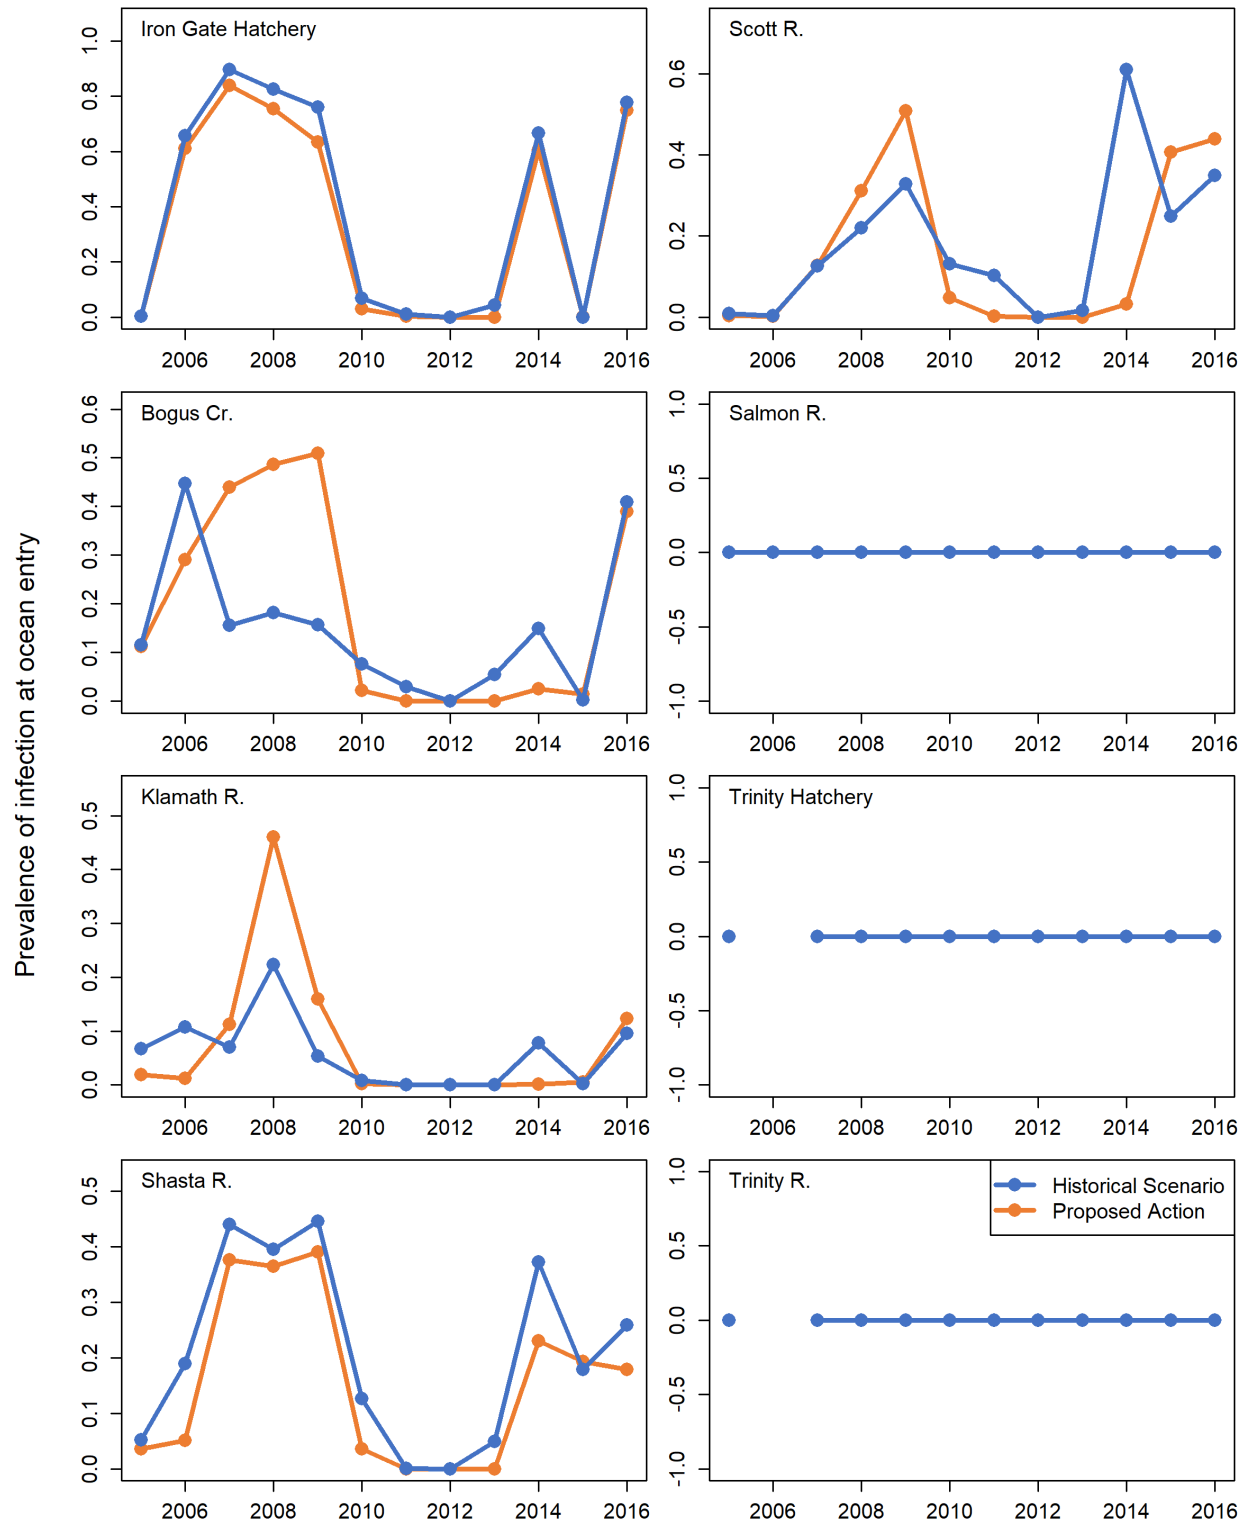 Prevalence of infection at ocean entry
Iron Gate Hatchery
0.0 0.2 0.4 0.6 0.8 1.0
2006 2008 2010 2012 2014 2016
Scott R.
0.0 0.2 0.4 0.6
2006 2008 2010 2012 2014 2016
Bogus Cr.
0.0 0.1 0.2 0.3 0.4 0.5 0.6
2006 2008 2010 2012 2014 2016
Salmon R.
-1.0 -0.5 0.0 0.5 1.0
2006 2008 2010 2012 2014 2016
Klamath R.
0.0 0.1 0.2 0.3 0.4 0.5
2006 2008 2010 2012 2014 2016
Trinity Hatchery
-1.0 -0.5 0.0 0.5 1.0
2006 2008 2010 2012 2014 2016
Shasta R.
0.0 0.1 0.2 0.3 0.4 0.5
2006 2008 2010 2012 2014 2016
Trinity R.
Historical Scenario
Proposed Action
-1.0 -0.5 0.0 0.5 1.0
2006 2008 2010 2012 2014 2016